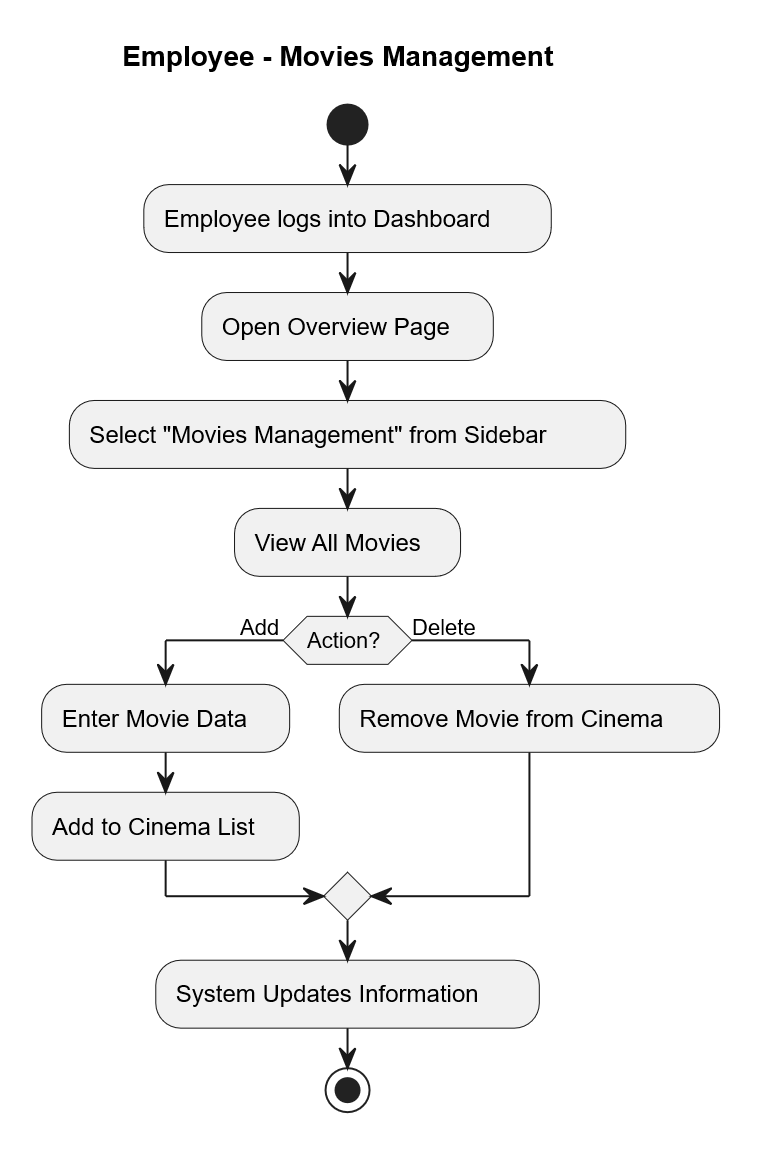 Employee - Movies Management
Employee logs into Dashboard
Open Overview Page
Select "Movies Management" from Sidebar
View All Movies
Add
Action?
Delete
Enter Movie Data
Remove Movie from Cinema
Add to Cinema List
System Updates Information